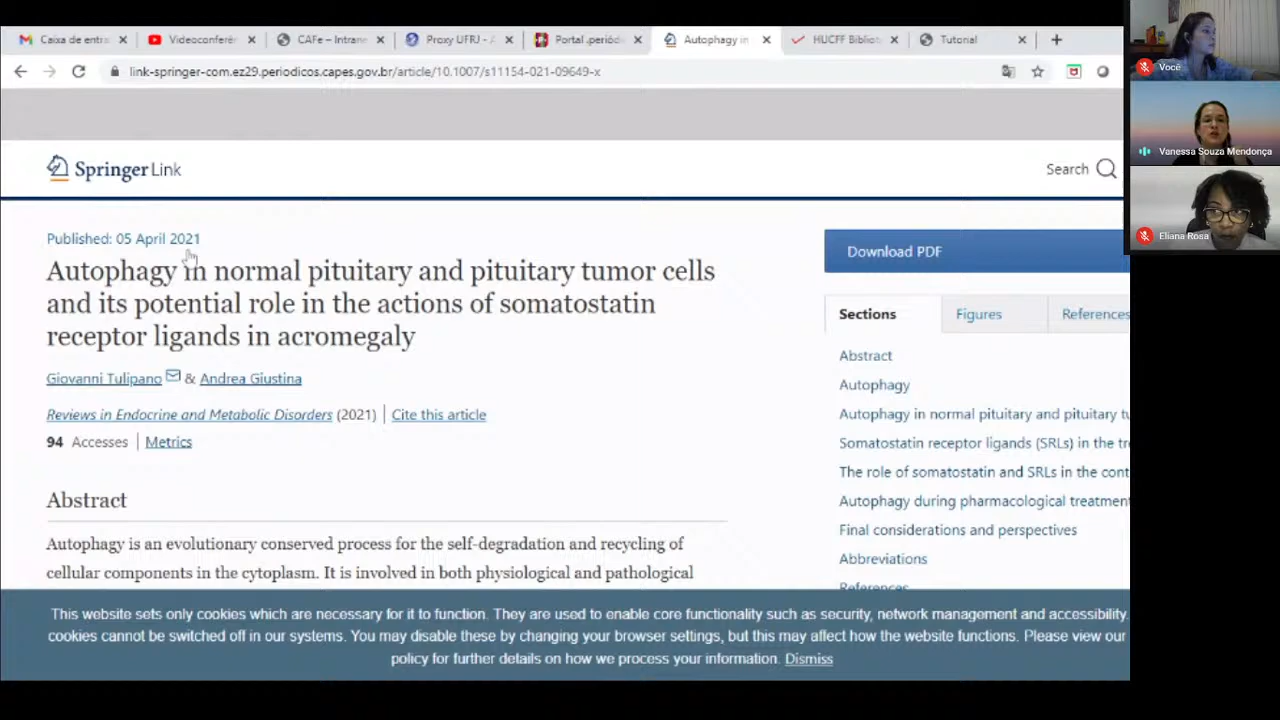 Caixa de entra
Videoconferên
CAFe – Intrane
Proxy UFRJ - A
Portal .periód
Autophagy in
HUCFF Bibliot
Tutorial
link-springer-com.ez29.periodicos.capes.gov.br/article/10.1007/s11154-021-09649-x
Você
Vanessa Souza Mendonça
Eliana Rosa
Springer Link
Search
Published: 05 April 2021
Autophagy in normal pituitary and pituitary tumor cells
and its potential role in the actions of somatostatin
receptor ligands in acromegaly
Giovanni Tulipano & Andrea Giustina
Reviews in Endocrine and Metabolic Disorders (2021) | Cite this article
94 Accesses | Metrics
Abstract
Autophagy is an evolutionary conserved process for the self-degradation and recycling of
cellular components in the cytoplasm. It is involved in both physiological and pathological
Download PDF
Sections
Figures
References
Abstract
Autophagy
Autophagy in normal pituitary and pituitary tu
Somatostatin receptor ligands (SRLs) in the tre
The role of somatostatin and SRLs in the cont
Autophagy during pharmacological treatment
Final considerations and perspectives
Abbreviations
References
This website sets only cookies which are necessary for it to function. They are used to enable core functionality such as security, network management and accessibility.
cookies cannot be switched off in our systems. You may disable these by changing your browser settings, but this may affect how the website functions. Please view our
policy for further details on how we process your information. Dismiss